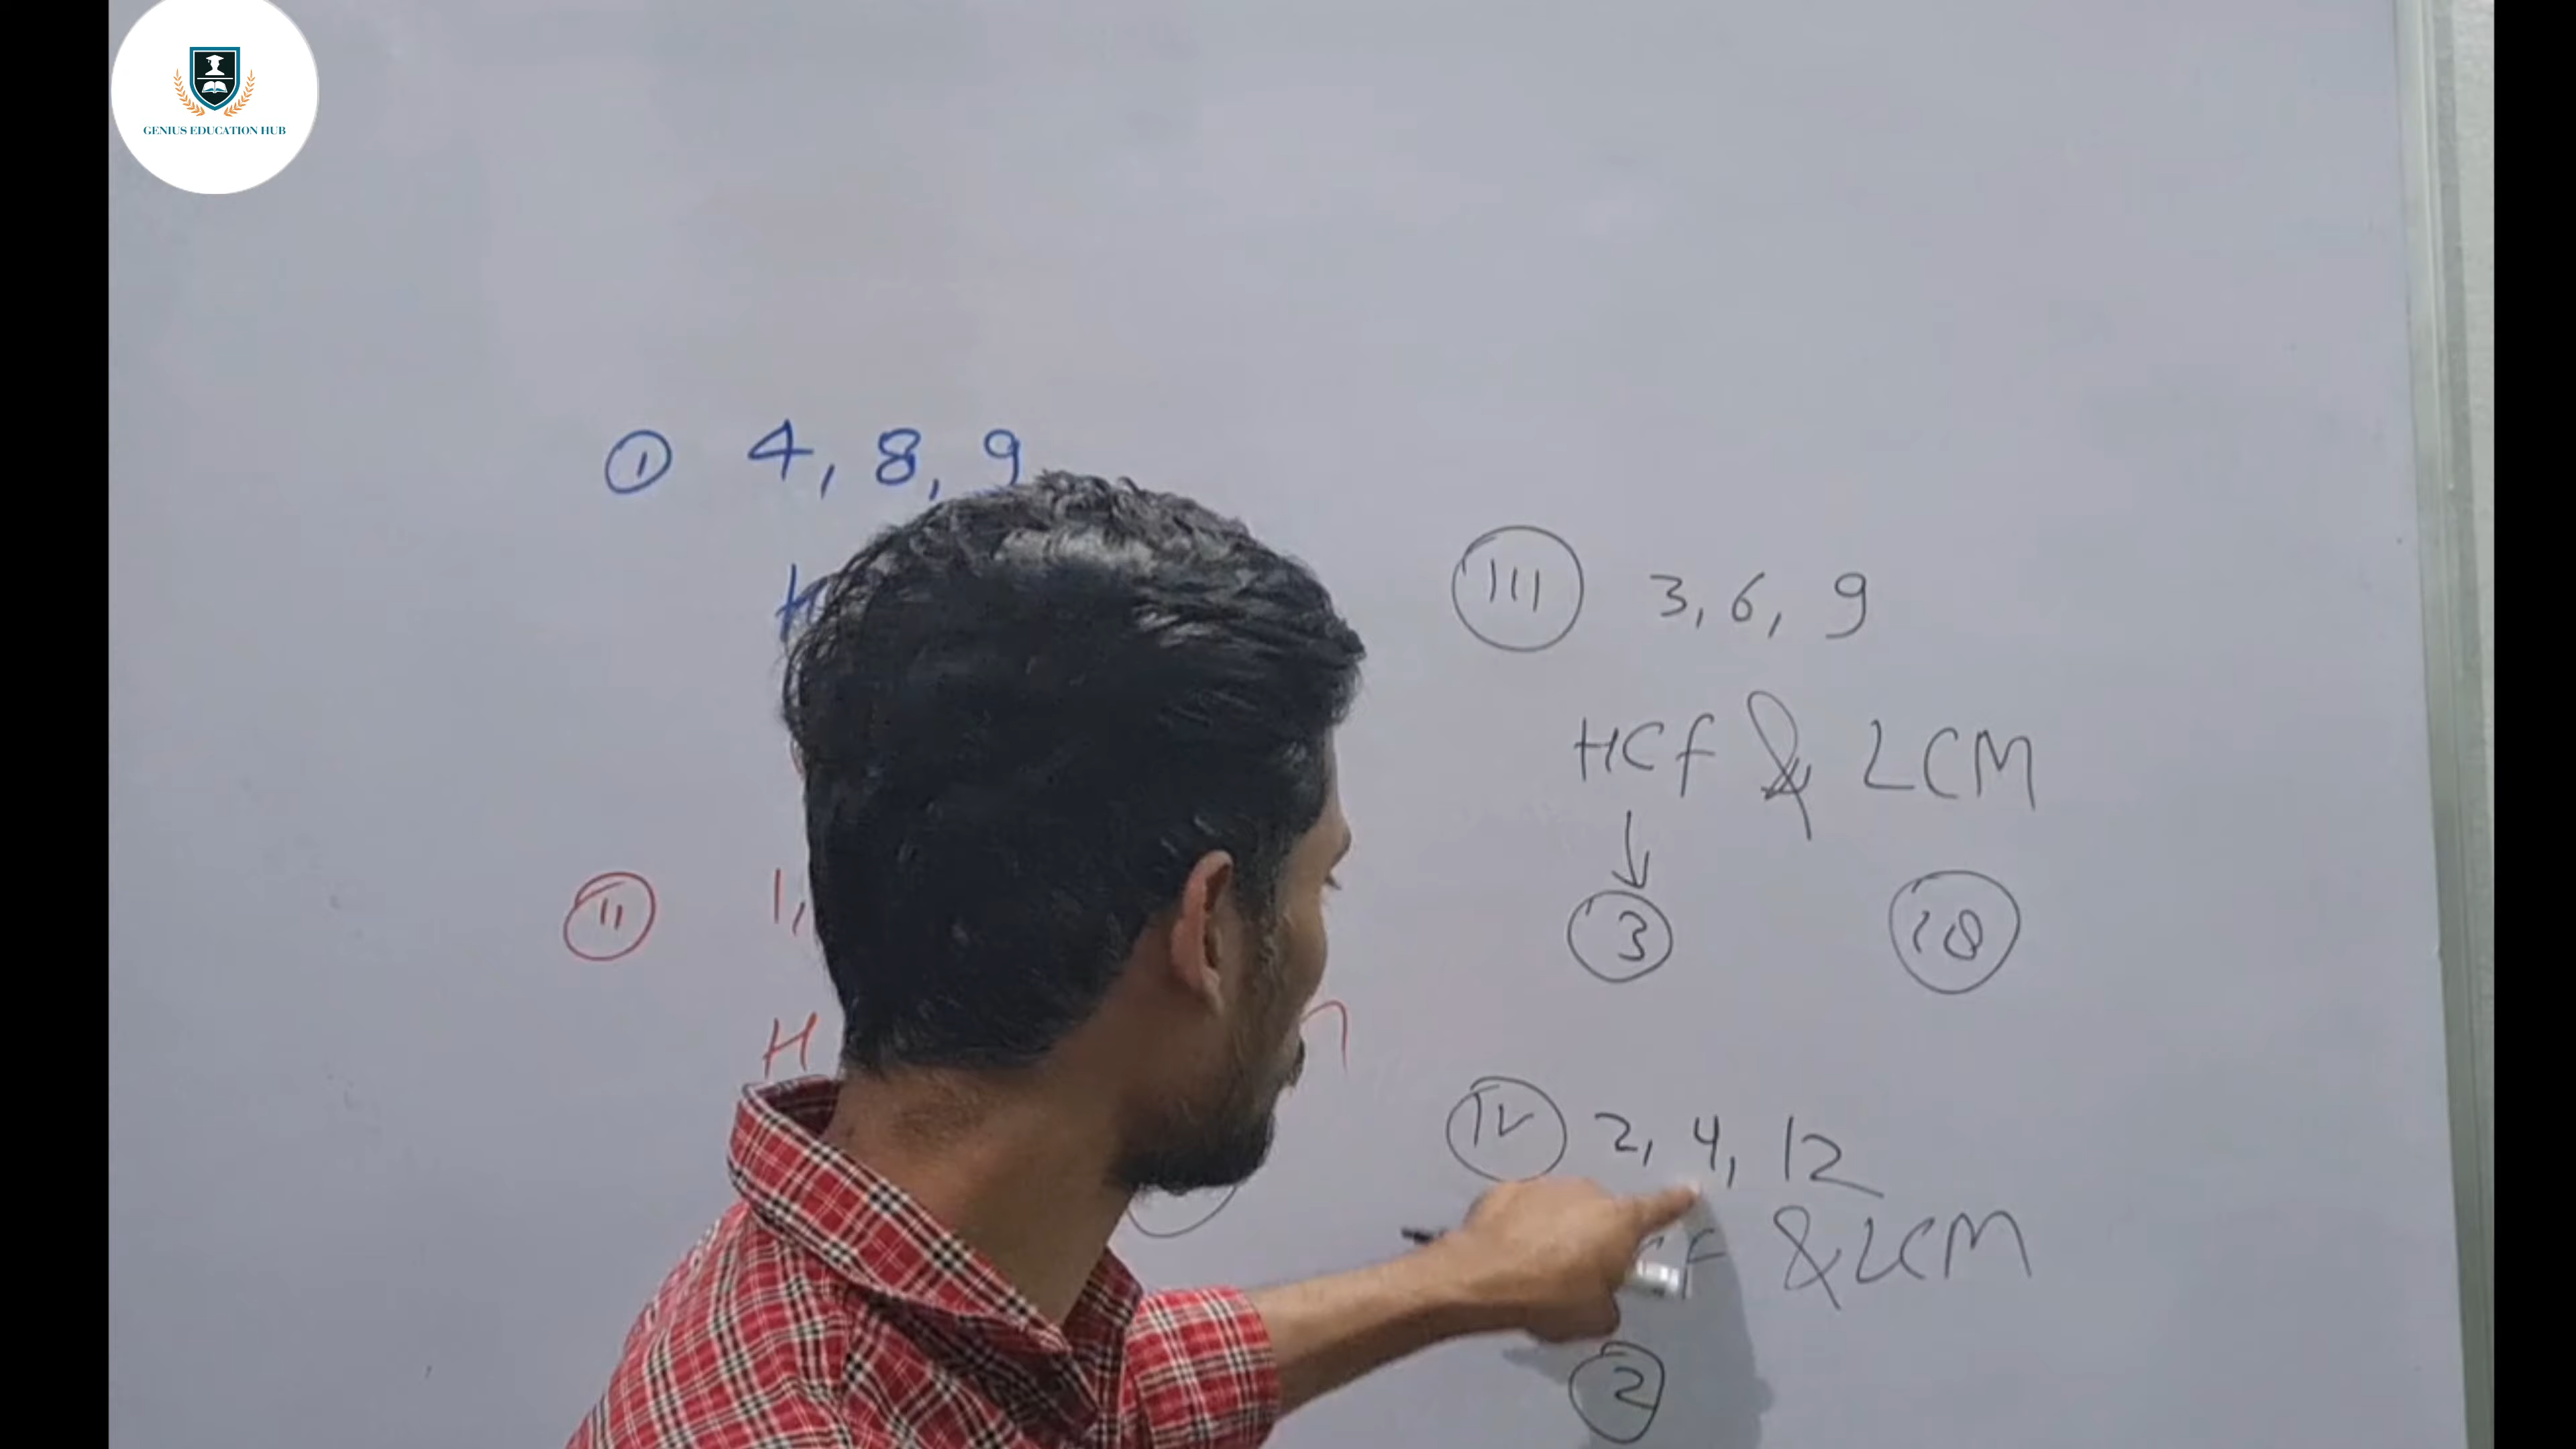 GENIUS EDUCATION HUB
① 4, 8, 9
H
ii 1,
H
III 3, 6, 9
HCF & LCM
3 18
IV 2, 4, 12
CF & LCM
2